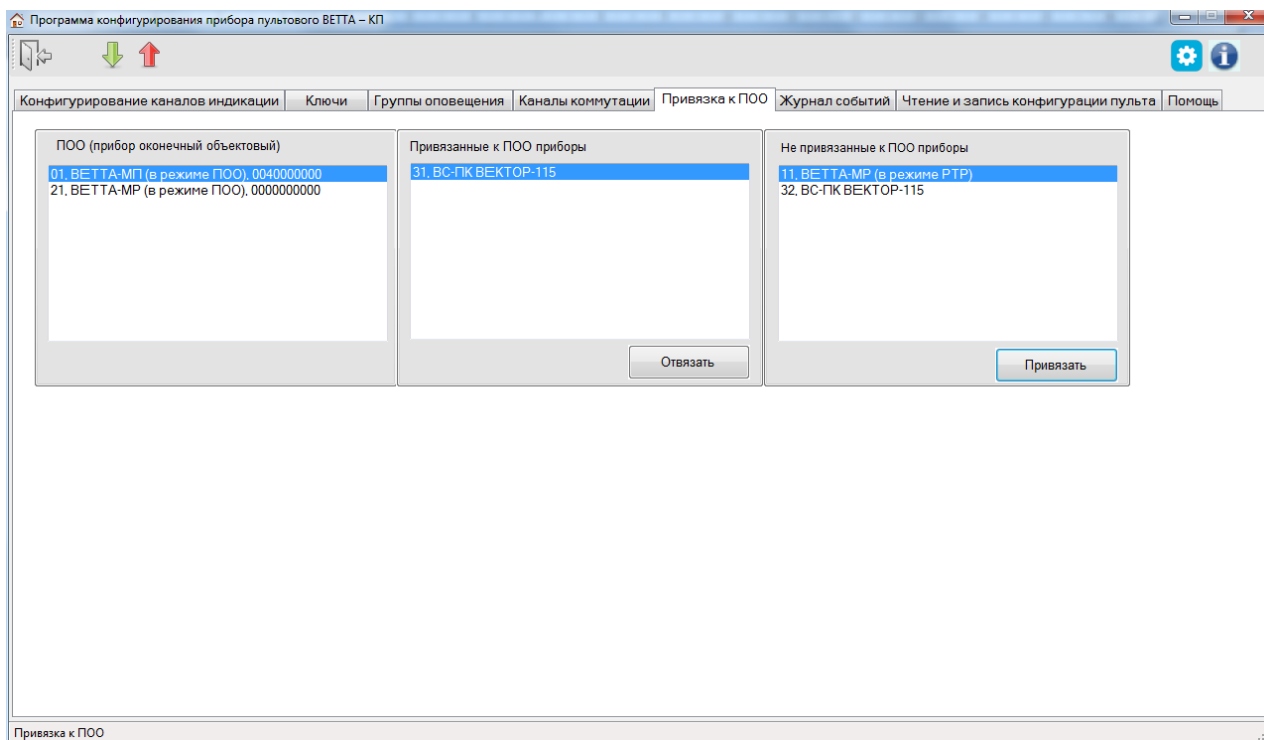 Программа конфигурирования прибора пультового ВЕТТА – КП
Конфигурирование каналов индикации Ключи Группы оповещения Каналы коммутации Привязка к ПОО Журнал событий Чтение и запись конфигурации пульта Помощь
ПОО (прибор оконечный объектовый)
01, ВЕТТА-МП (в режиме ПОО), 0040000000
21, ВЕТТА-МР (в режиме ПОО), 0000000000
Привязанные к ПОО приборы
31, ВС-ПК ВЕКТОР-115
Отвязать
Не привязанные к ПОО приборы
11, ВЕТТА-МР (в режиме РТР)
32, ВС-ПК ВЕКТОР-115
Привязать
Привязка к ПОО